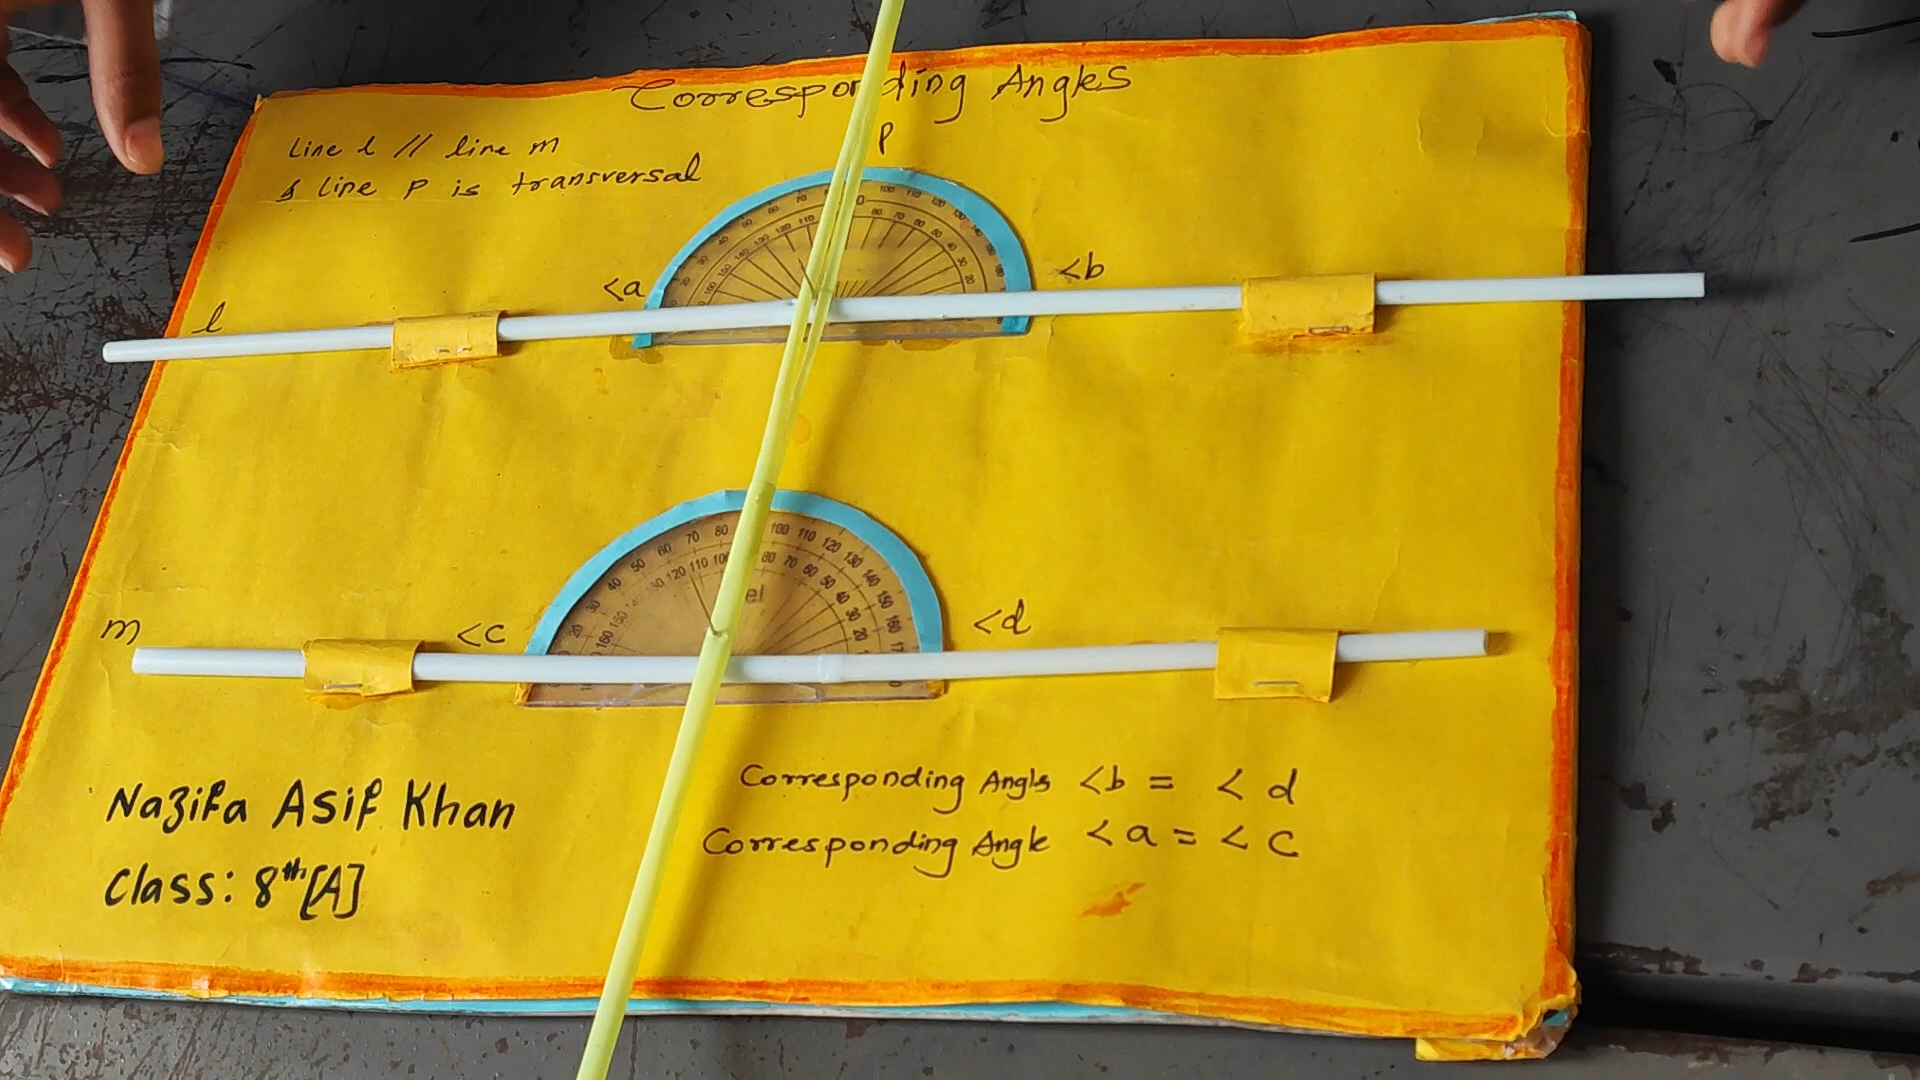 Corresponding Angles
Line l // line m
& line P is transversal
P
<a
<b
l
m
<c
<d
Corresponding Angls <b = < d
Corresponding Angle <a = < c
Nazifa Asif Khan
Class: 8th [A]